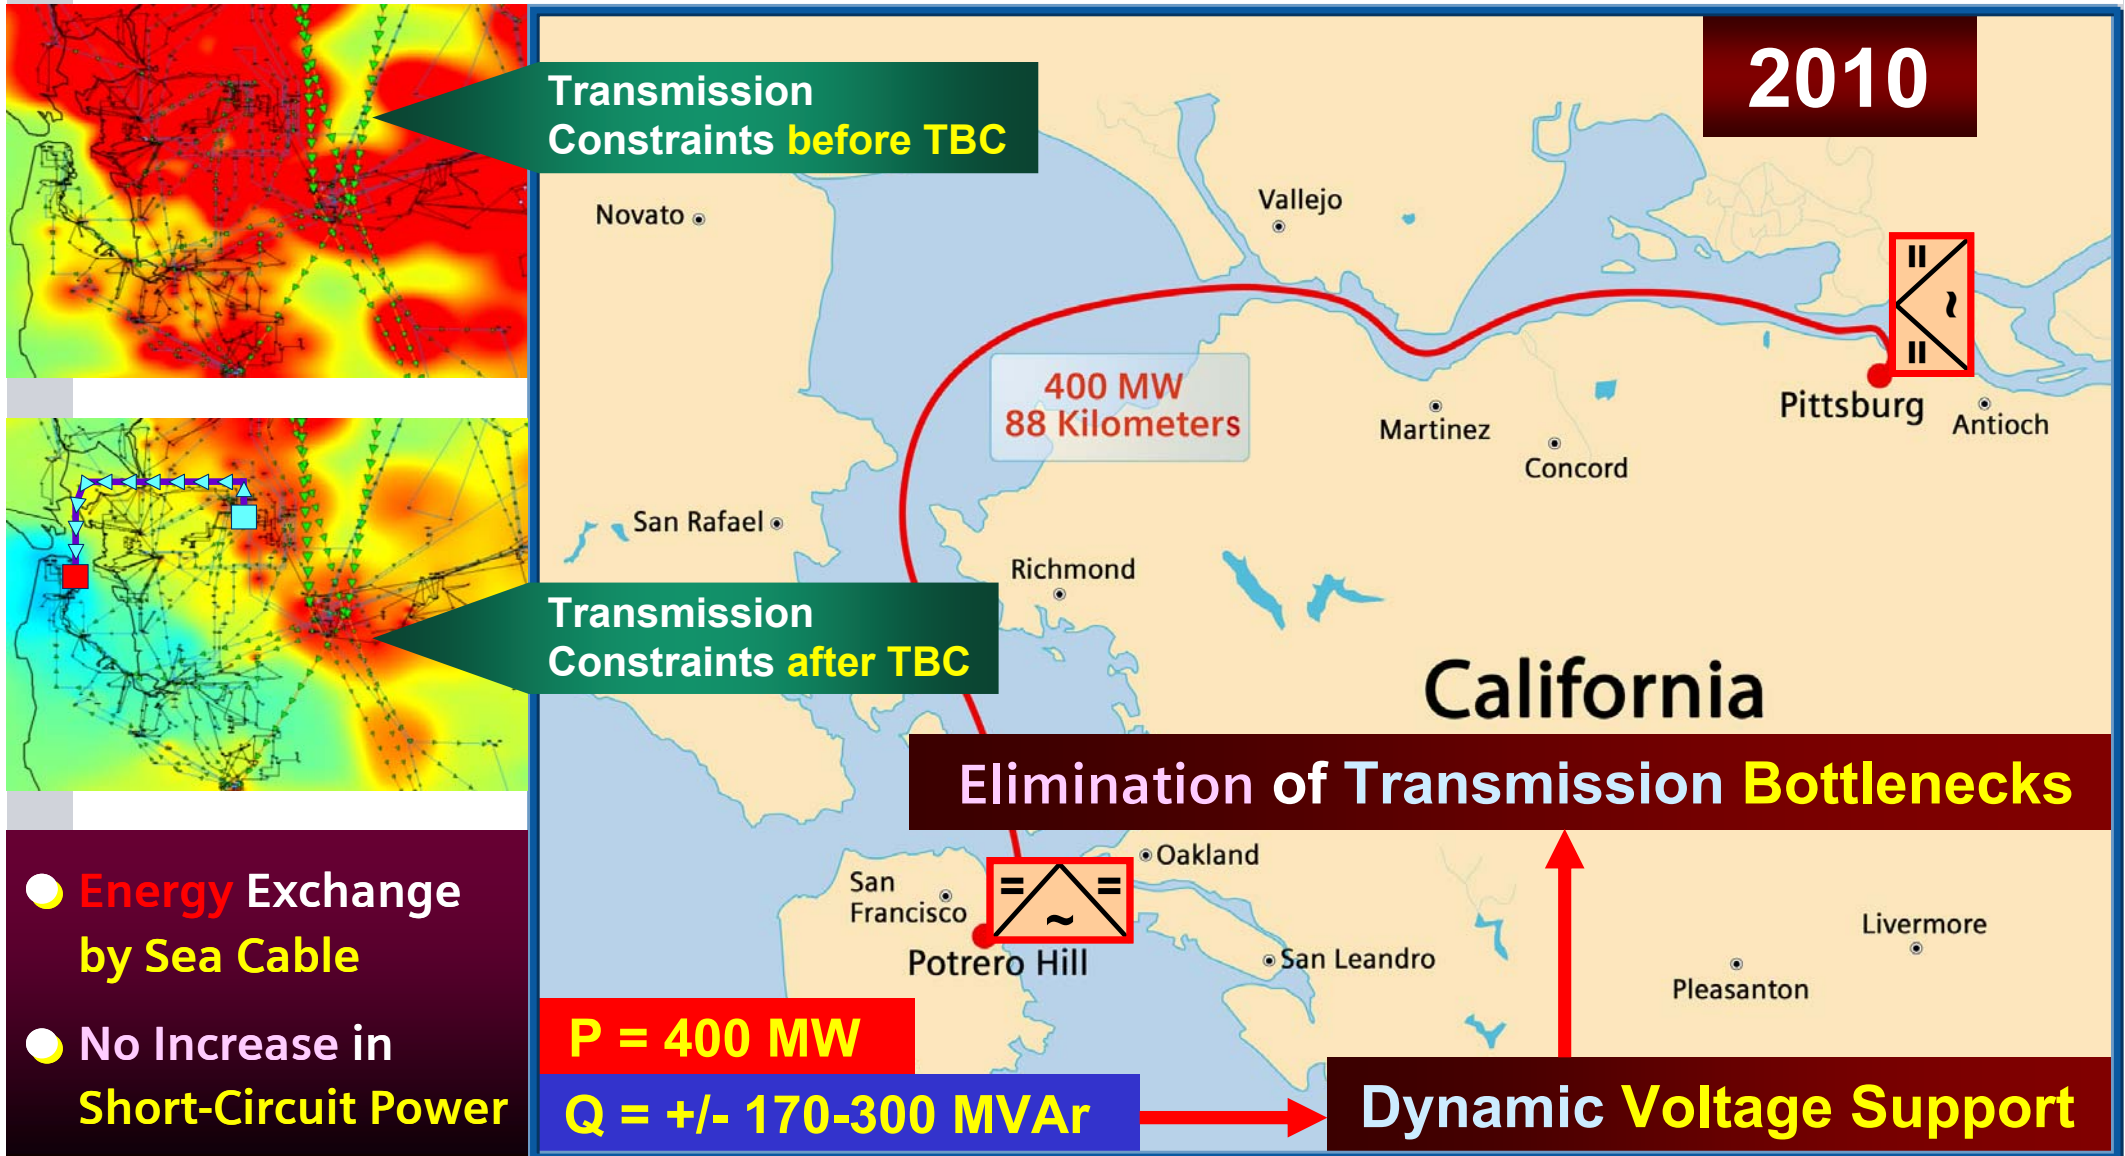 Transmission
Constraints before TBC
2010
Novato
Vallejo
400 MW
88 Kilometers
Martinez
Concord
Pittsburg
Antioch
San Rafael
Richmond
Transmission
Constraints after TBC
California
Elimination of Transmission Bottlenecks
Oakland
San
Francisco
= =
~
Potrero Hill
San Leandro
Livermore
Pleasanton
Energy Exchange
by Sea Cable
No Increase in
Short-Circuit Power
P = 400 MW
Q = +/- 170-300 MVAr
Dynamic Voltage Support